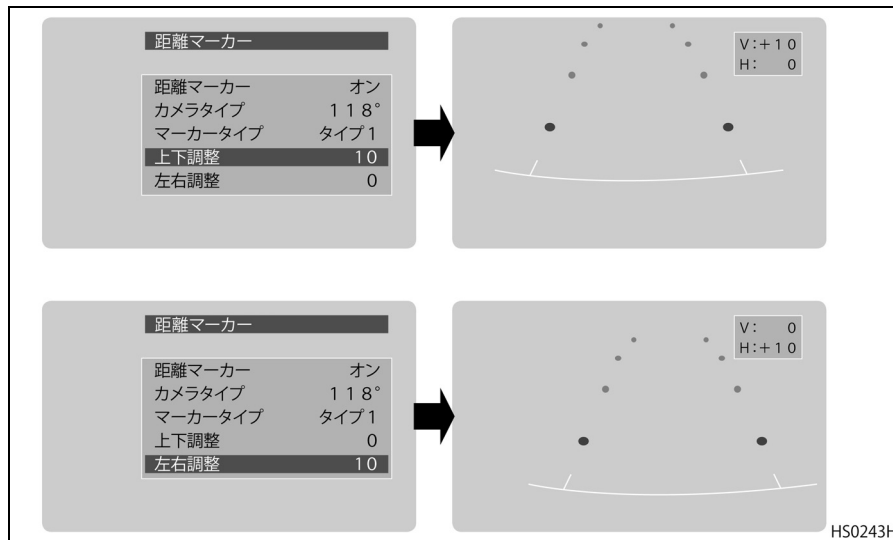 距離マーカー
距離マーカー オン
カメラタイプ 118°
マーカータイプ タイプ1
上下調整 10
左右調整 0
V:+10
H: 0
距離マーカー
距離マーカー オン
カメラタイプ 118°
マーカータイプ タイプ1
上下調整 0
左右調整 10
V: 0
H:+10
HS0243H